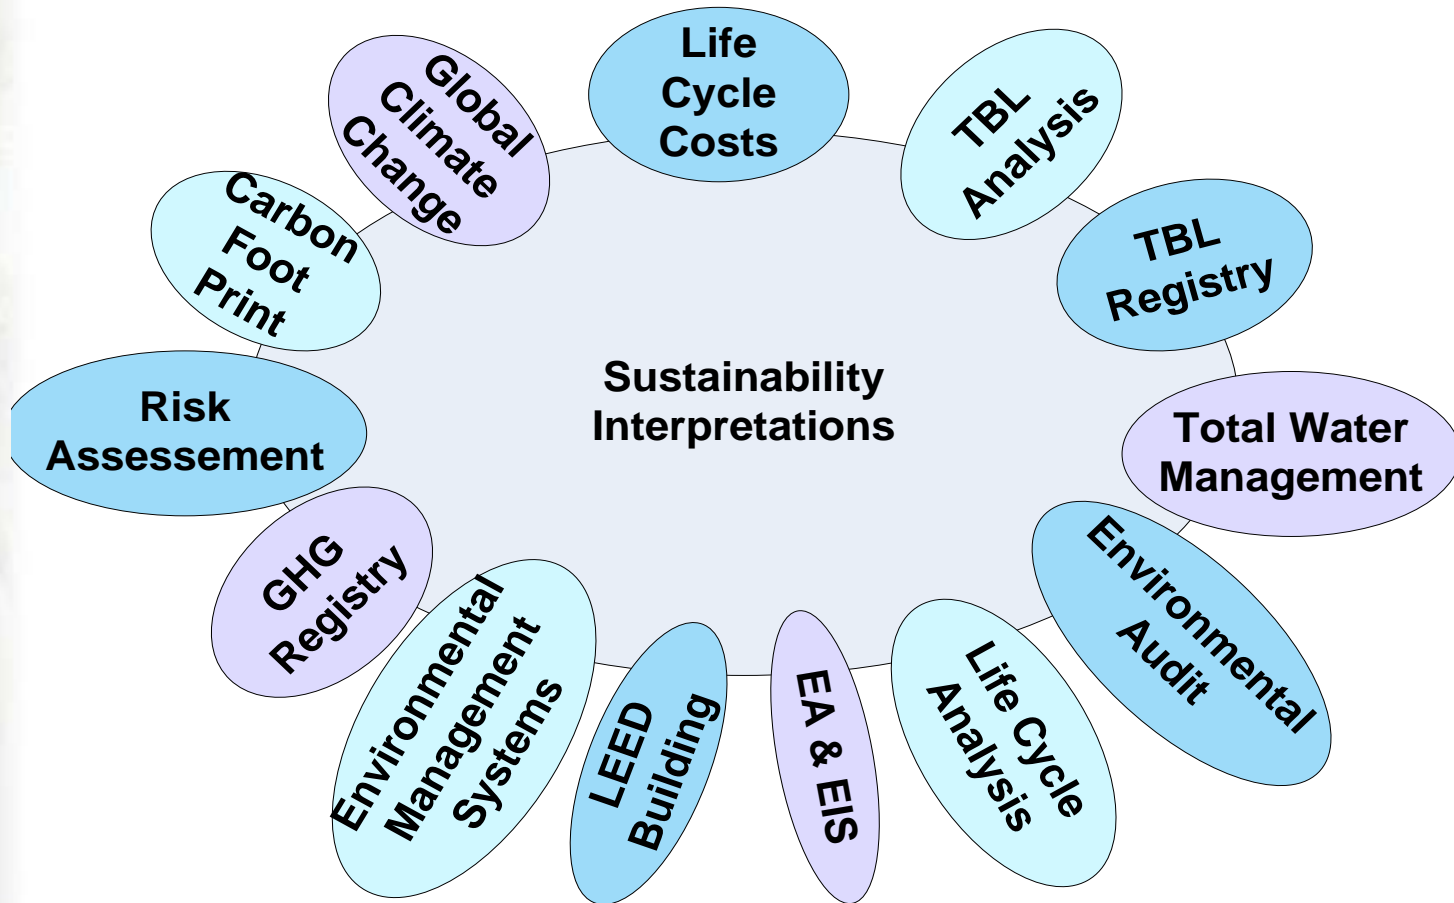 Life
Cycle
Costs
TBL
Analysis
TBL
Registry
Total Water
Management
Environmental
Audit
Life Cycle
Analysis
EA & EIS
LEED
Building
Environmental
Management
Systems
GHG
Registry
Risk
Assessement
Carbon
Foot
Print
Global
Climate
Change
Sustainability
Interpretations